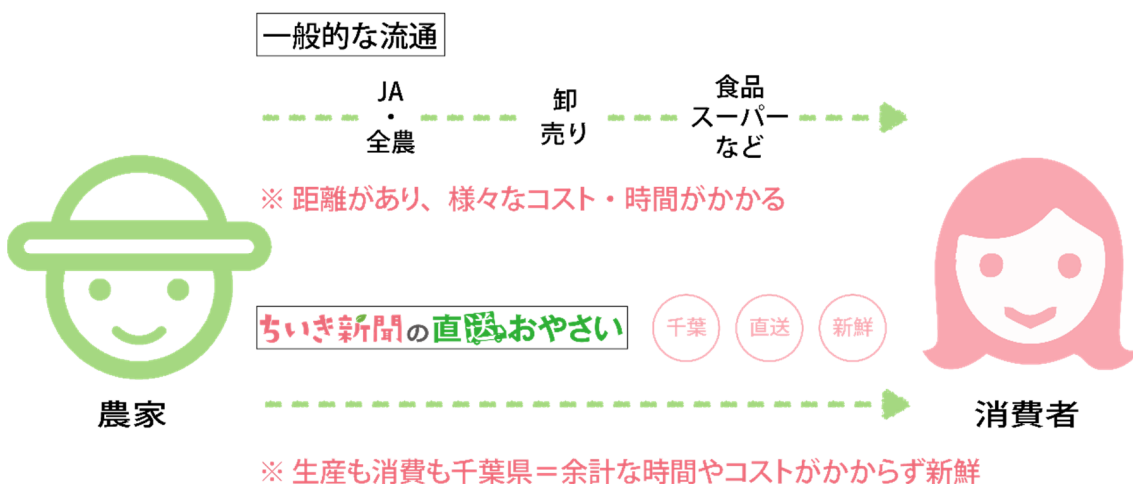 一般的な流通
JA
・
全農
卸
売り
食品
スーパー
など
※ 距離があり、様々なコスト・時間がかかる
ちいき新聞の直送おやさい
千葉
直送
新鮮
農家
消費者
※ 生産も消費も千葉県＝余計な時間やコストがかからず新鮮